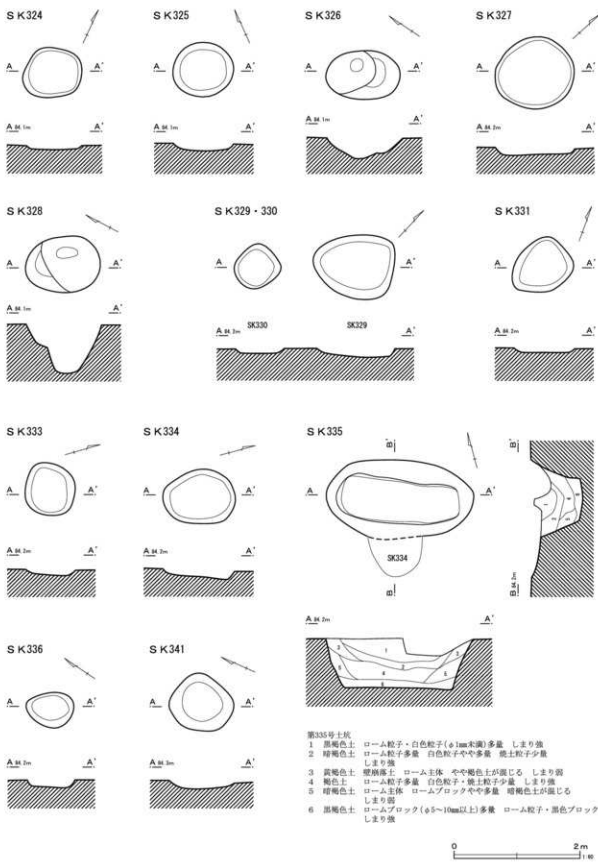 SK324
SK325
SK326
SK327
A A'
A A'
A A'
A A'
A 84.1m A'
A 84.1m A'
A 84.1m A'
A 84.2m A'
SK328
SK329・330
SK331
A A'
A A'
A A'
A 84.1m A'
A 84.2m A'
SK330 SK329
A 84.2m A'
SK333
SK334
SK335
A A'
A A'
B'
A A'
SK334
B
B'
B 84.2m
A 84.2m A'
A 84.2m A'
A 84.2m A'
SK336
SK341
A A'
A A'
A 84.2m A'
A 84.3m A'
第335号土坑
1 黒褐色土 ローム粒子・白色粒子(φ1mm未満)多量 しまり強
2 暗褐色土 ローム粒子多量 白色粒子やや多量 焼土粒子少量
しまり強
3 黄褐色土 壁崩落土 ローム主体 やや褐色土が混じる しまり弱
4 褐色土 ローム粒子多量 白色粒子・焼土粒子少量 しまり強
5 暗褐色土 ローム主体 ロームブロックやや多量 暗褐色土が混じる
しまり弱
6 黒褐色土 ロームブロック(φ5～10mm以上)多量 ローム粒子・黒色ブロック
しまり強
0 2m
1:60